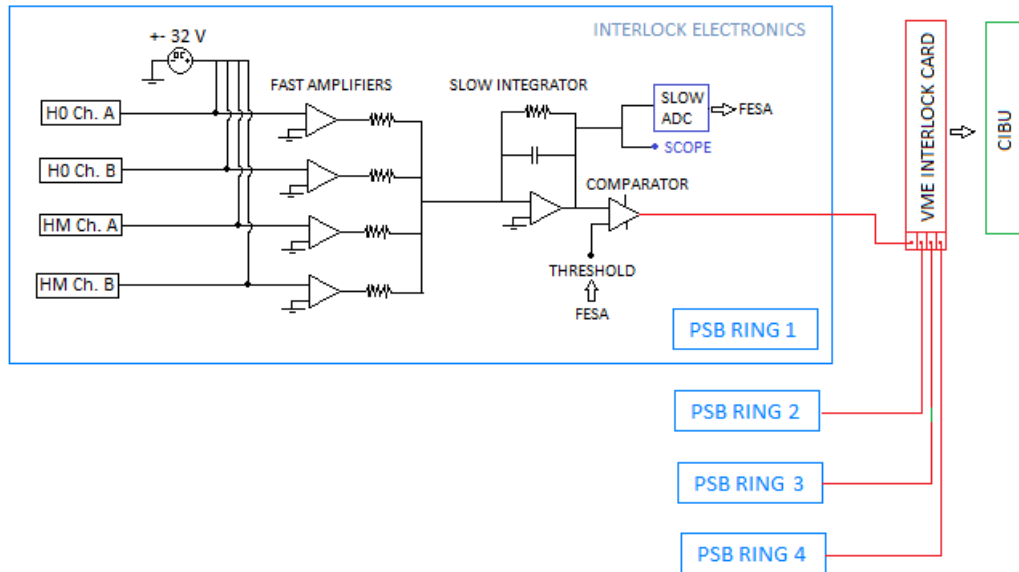 INTERLOCK ELECTRONICS
+- 32 V
DC
FAST AMPLIFIERS
SLOW INTEGRATOR
SLOW
ADC
FESA
SCOPE
H0 Ch. A
H0 Ch. B
HM Ch. A
HM Ch. B
COMPARATOR
THRESHOLD
FESA
PSB RING 1
VME INTERLOCK CARD
CIBU
PSB RING 2
PSB RING 3
PSB RING 4